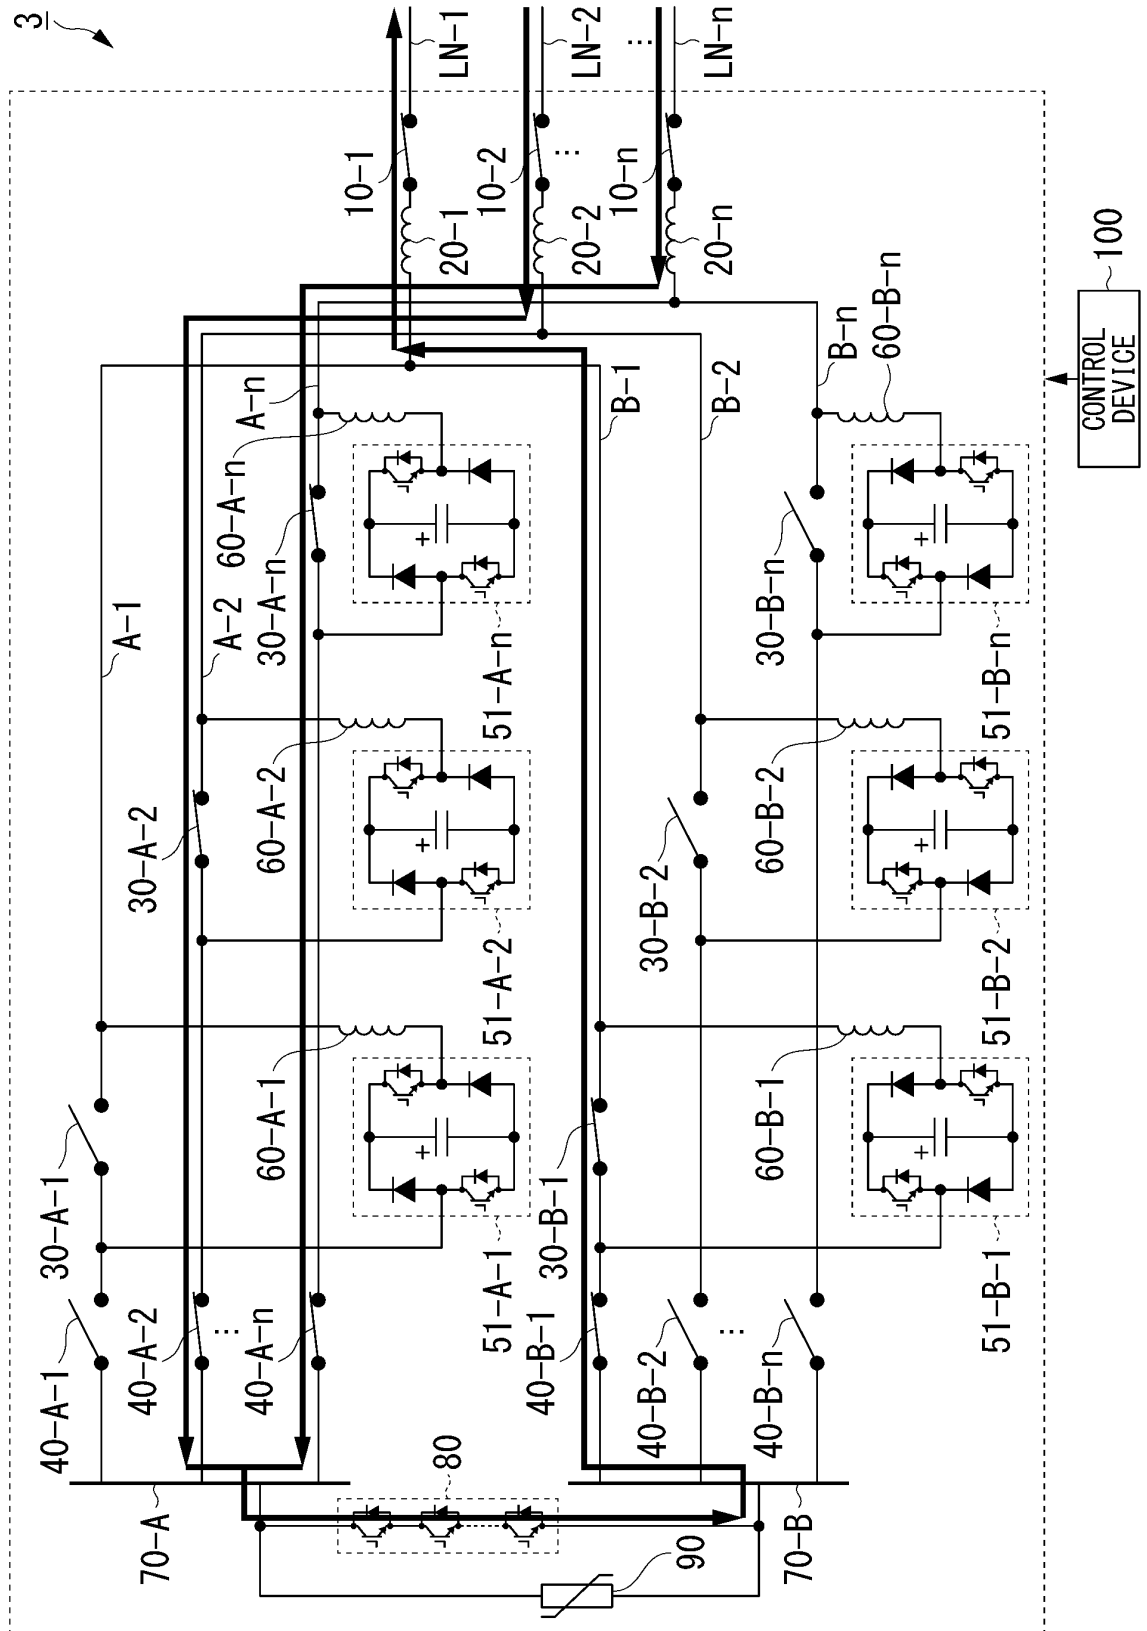 3
LN-1
LN-2
⋮
LN-n
10-1
10-2
⋮
10-n
20-1
20-2
20-n
100
CONTROL
DEVICE
A-n
B-1
B-2
B-n
60-B-n
60-A-n
30-A-n
A-1
A-2
+
51-A-n
30-B-n
+
51-B-n
30-A-2
60-A-2
+
51-A-2
30-B-2
60-B-2
+
51-B-2
30-A-1
60-A-1
+
51-A-1
30-B-1
60-B-1
+
51-B-1
40-A-1
40-A-2
⋮
40-A-n
40-B-1
40-B-2
⋮
40-B-n
70-A
80
90
70-B